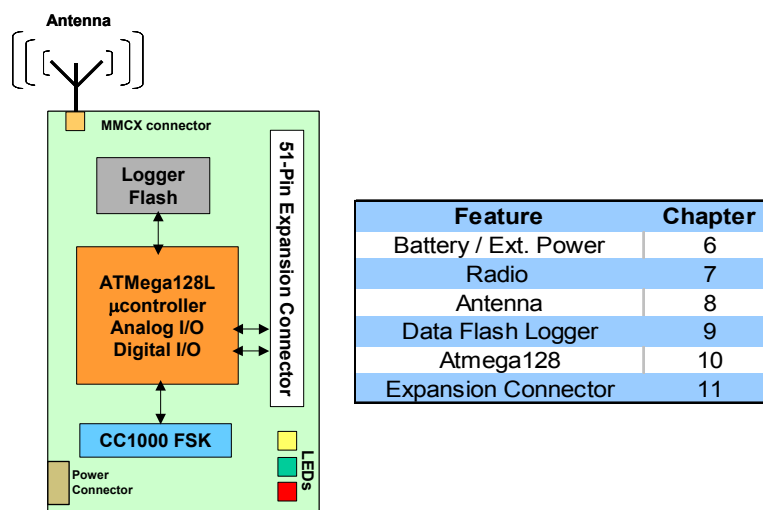 Antenna
MMCX connector
Logger
Flash
51-Pin Expansion Connector
ATMega128L
µcontroller
Analog I/O
Digital I/O
CC1000 FSK
LEDs
Power
Connector
Feature Chapter
Battery / Ext. Power 6
Radio 7
Antenna 8
Data Flash Logger 9
Atmega128 10
Expansion Connector 11